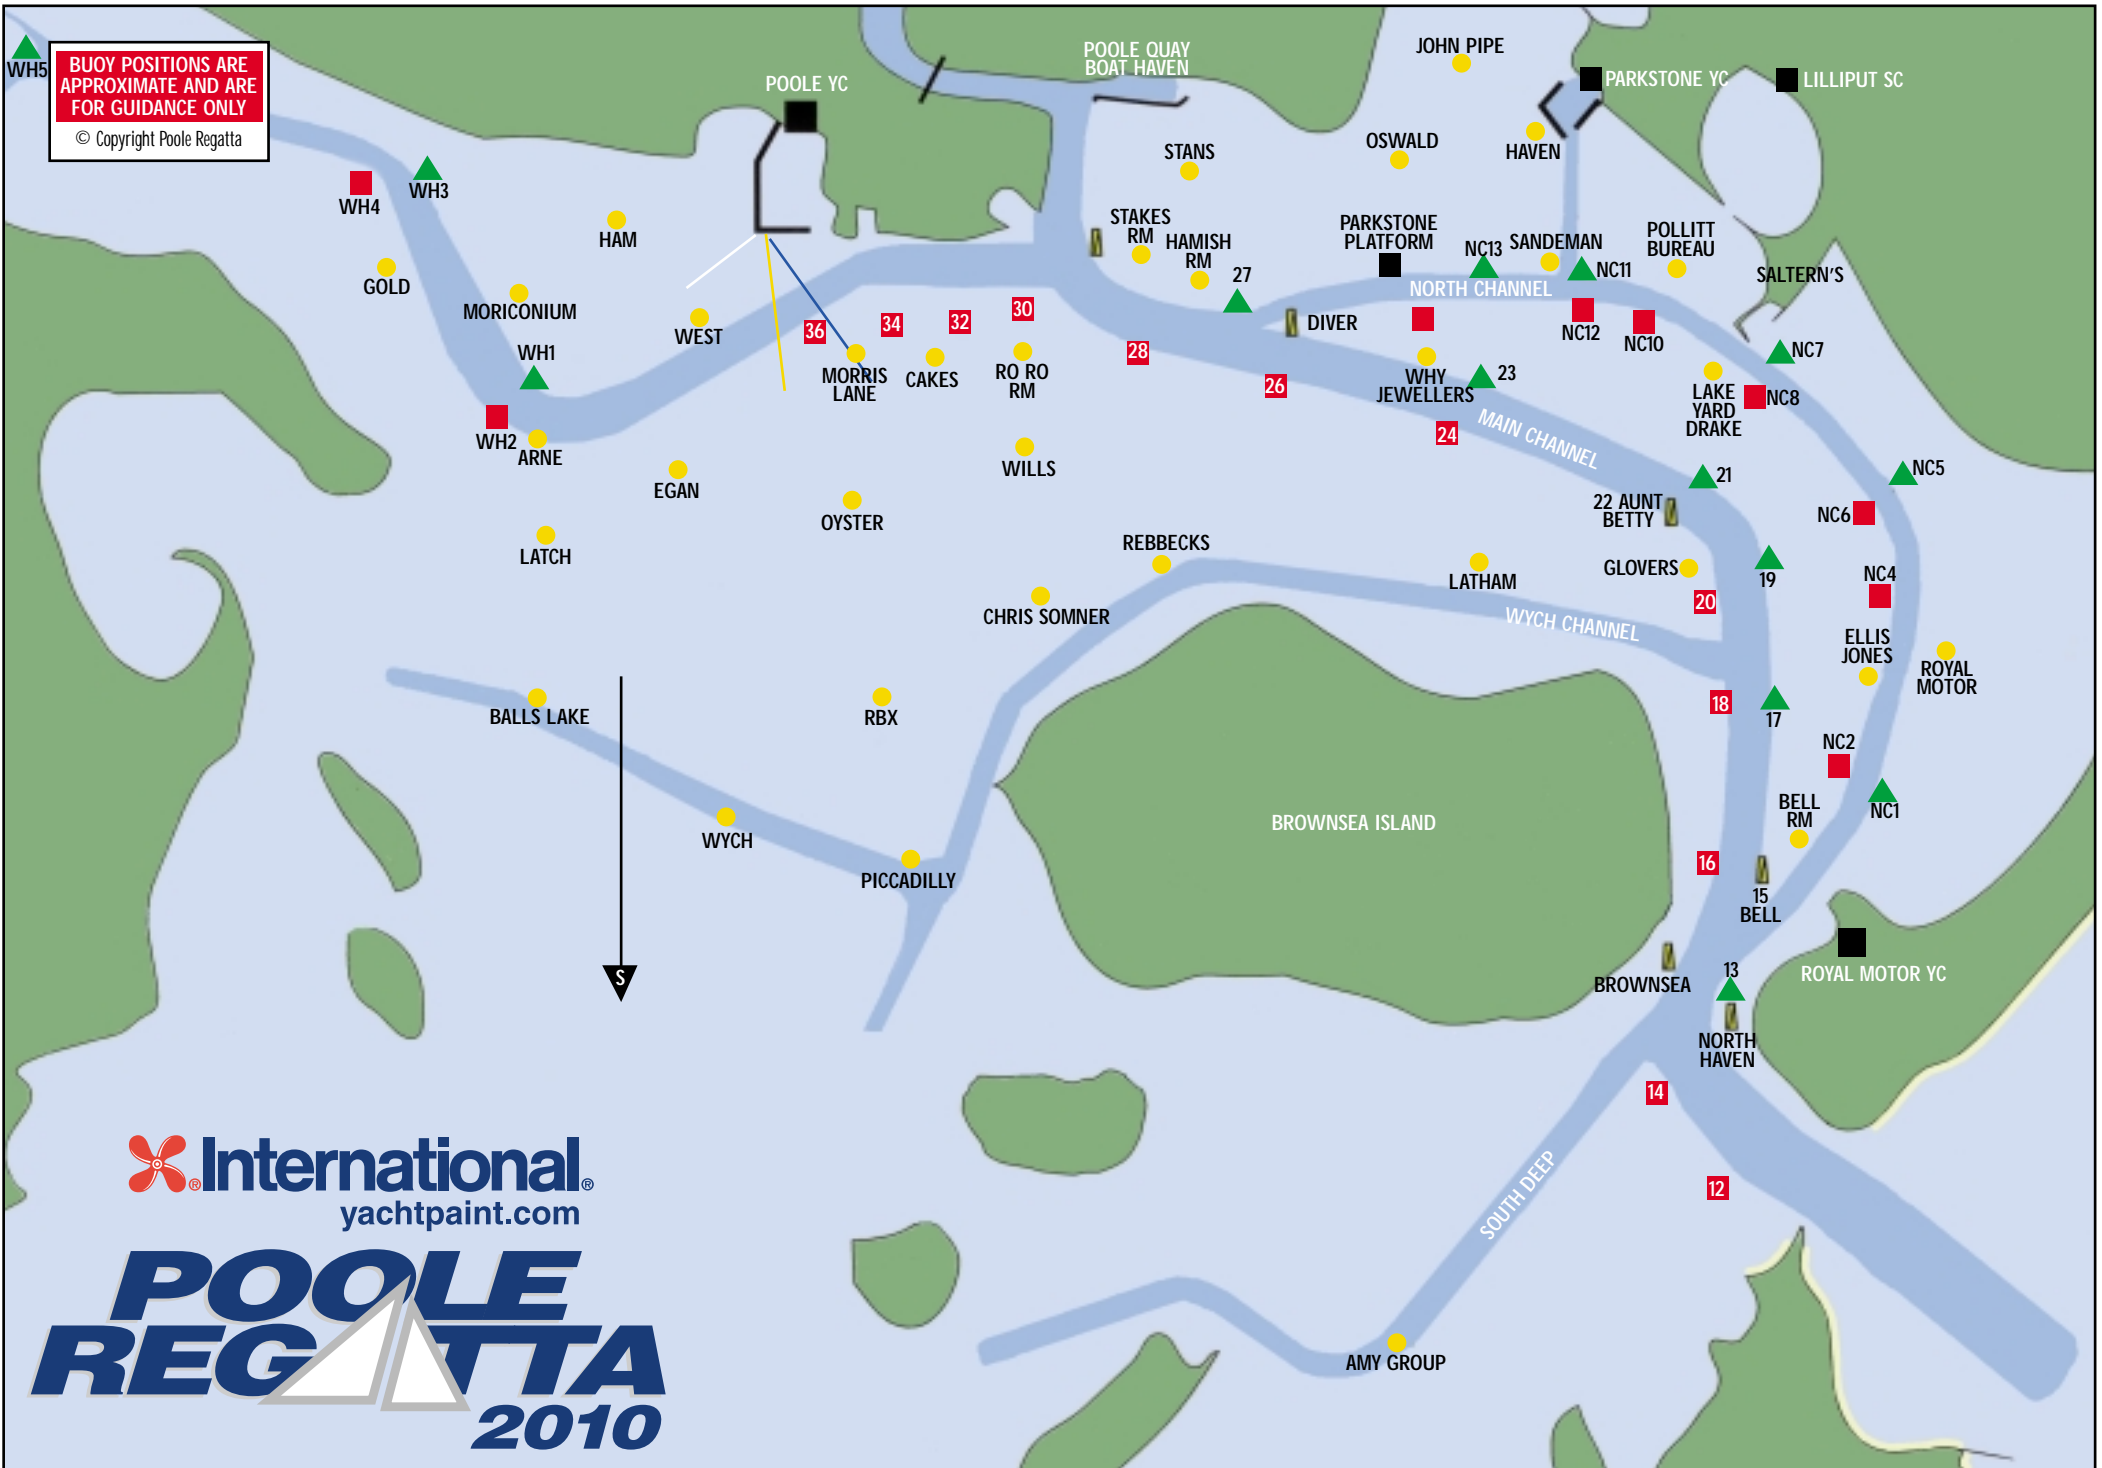 WH5
BUOY POSITIONS ARE
APPROXIMATE AND ARE
FOR GUIDANCE ONLY
© Copyright Poole Regatta
POOLE YC
POOLE QUAY
BOAT HAVEN
JOHN PIPE
PARKSTONE YC
LILLIPUT SC
WH4
WH3
HAM
STANS
OSWALD
HAVEN
GOLD
MORICONIUM
STAKES
RM
HAMISH
RM
27
PARKSTONE
PLATFORM
NC13
SANDEMAN
NC11
POLLITT
BUREAU
SALTERN'S
NORTH CHANNEL
WH1
WEST
36
34
32
30
28
DIVER
NC12
NC10
NC7
MORRIS
LANE
CAKES
RO RO
RM
26
WHY
JEWELLERS
23
LAKE
YARD
DRAKE
NC8
WH2
ARNE
24
MAIN CHANNEL
EGAN
WILLS
OYSTER
21
22 AUNT
BETTY
NC5
NC6
LATCH
REBBECKS
LATHAM
GLOVERS
19
NC4
20
CHRIS SOMNER
WYCH CHANNEL
ELLIS
JONES
ROYAL
MOTOR
BALLS LAKE
RBX
18
17
NC2
NC1
WYCH
BROWNSEA ISLAND
BELL
RM
PICCADILLY
16
15
BELL
S
BROWNSEA
13
ROYAL MOTOR YC
NORTH
HAVEN
14
12
SOUTH DEEP
AMY GROUP
International®
®
yachtpaint.com
POOLE
REGATTA
2010